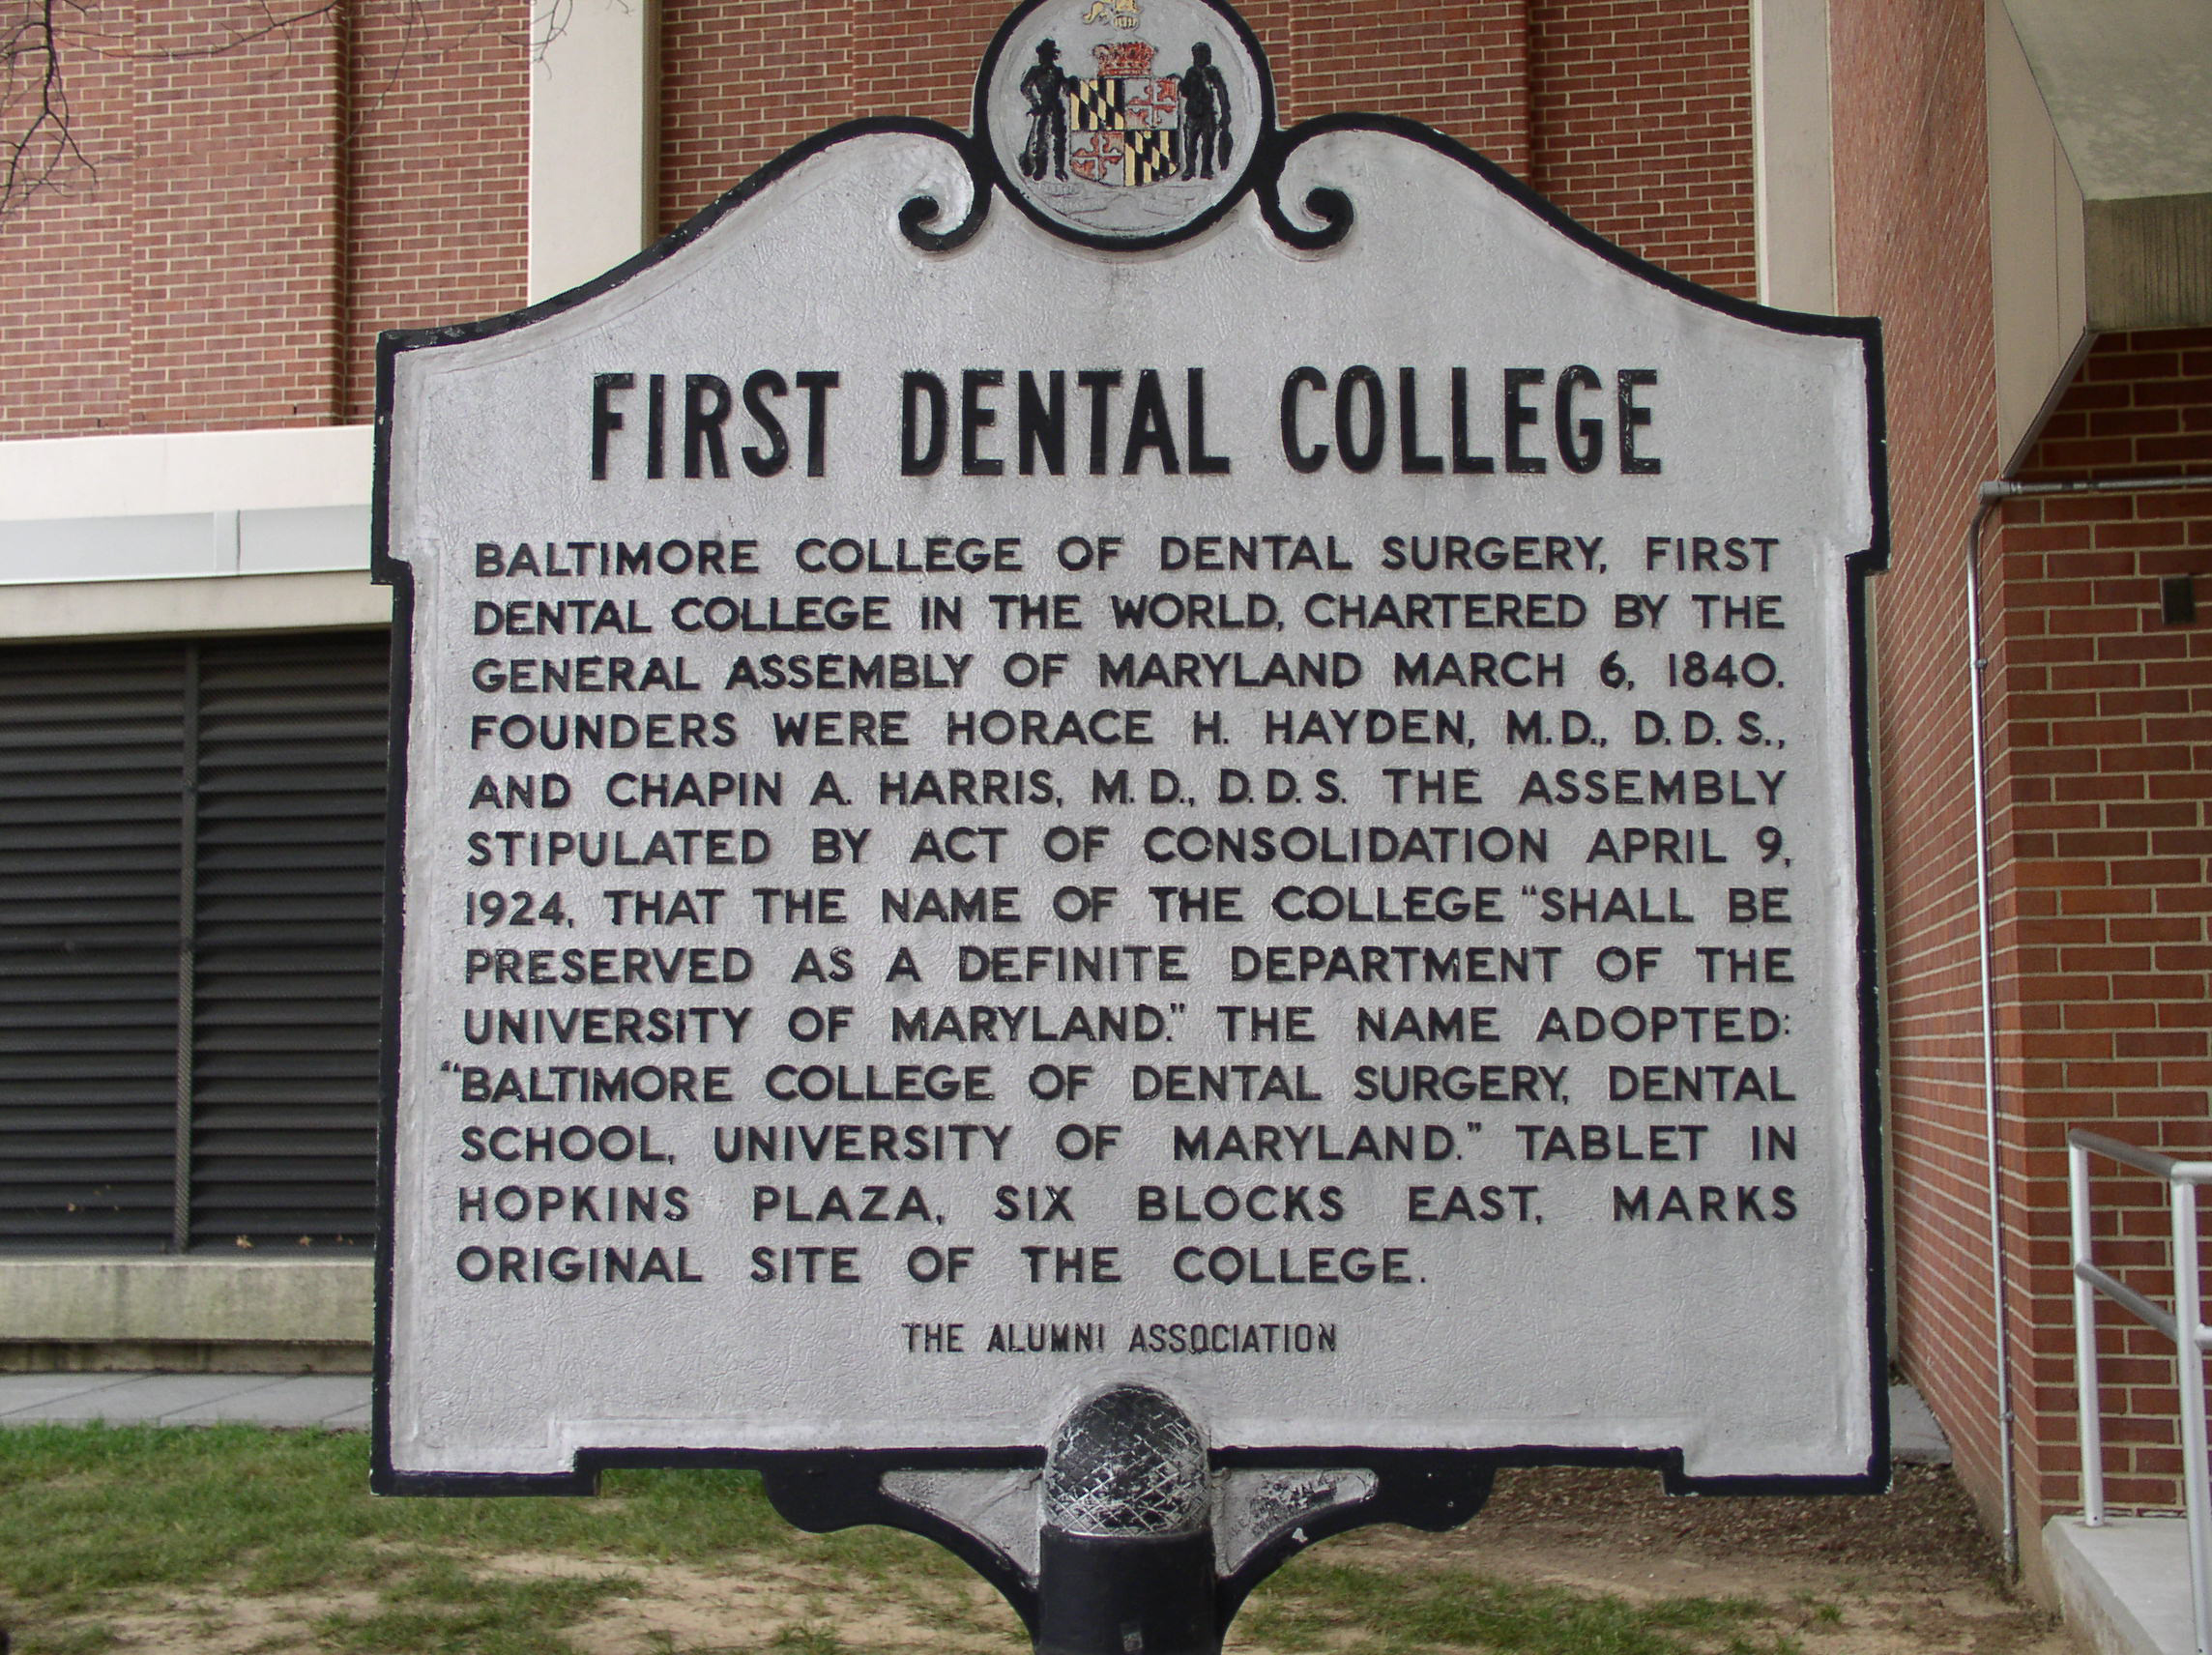 FIRST DENTAL COLLEGE
BALTIMORE COLLEGE OF DENTAL SURGERY, FIRST
DENTAL COLLEGE IN THE WORLD, CHARTERED BY THE
GENERAL ASSEMBLY OF MARYLAND MARCH 6, 1840.
FOUNDERS WERE HORACE H. HAYDEN, M.D., D.D.S.,
AND CHAPIN A. HARRIS, M.D., D.D.S. THE ASSEMBLY
STIPULATED BY ACT OF CONSOLIDATION APRIL 9,
1924, THAT THE NAME OF THE COLLEGE “SHALL BE
PRESERVED AS A DEFINITE DEPARTMENT OF THE
UNIVERSITY OF MARYLAND.” THE NAME ADOPTED:
“BALTIMORE COLLEGE OF DENTAL SURGERY, DENTAL
SCHOOL, UNIVERSITY OF MARYLAND.” TABLET IN
HOPKINS PLAZA, SIX BLOCKS EAST, MARKS
ORIGINAL SITE OF THE COLLEGE.
THE ALUMNI ASSOCIATION